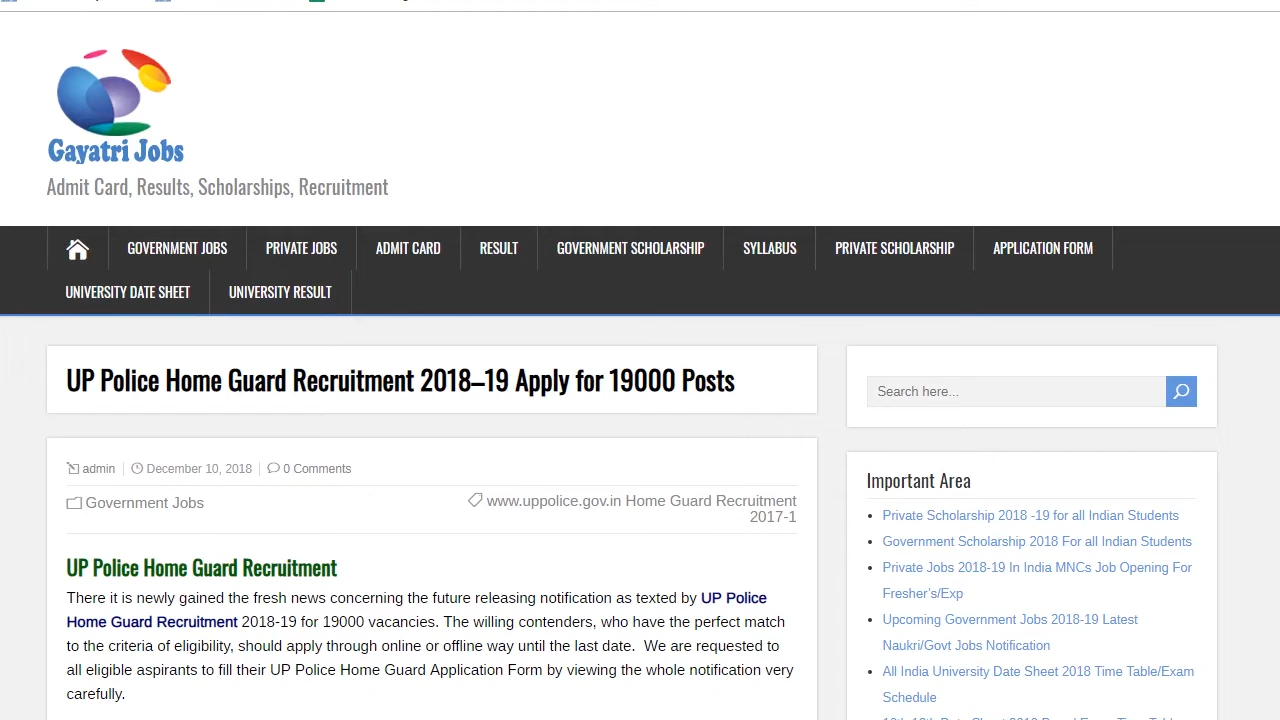 Gayatri Jobs
Admit Card, Results, Scholarships, Recruitment
GOVERNMENT JOBS PRIVATE JOBS ADMIT CARD RESULT GOVERNMENT SCHOLARSHIP SYLLABUS PRIVATE SCHOLARSHIP APPLICATION FORM
UNIVERSITY DATE SHEET UNIVERSITY RESULT
UP Police Home Guard Recruitment 2018–19 Apply for 19000 Posts
admin December 10, 2018 0 Comments
Government Jobs
www.uppolice.gov.in Home Guard Recruitment
2017-1
UP Police Home Guard Recruitment
There it is newly gained the fresh news concerning the future releasing notification as texted by UP Police
Home Guard Recruitment 2018-19 for 19000 vacancies. The willing contenders, who have the perfect match
to the criteria of eligibility, should apply through online or offline way until the last date.  We are requested to
all eligible aspirants to fill their UP Police Home Guard Application Form by viewing the whole notification very
carefully.
Search here...
Important Area
Private Scholarship 2018 -19 for all Indian Students
Government Scholarship 2018 For all Indian Students
Private Jobs 2018-19 In India MNCs Job Opening For
Fresher's/Exp
Upcoming Government Jobs 2018-19 Latest
Naukri/Govt Jobs Notification
All India University Date Sheet 2018 Time Table/Exam
Schedule